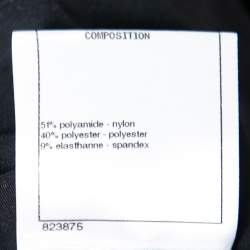 COMPOSITION
51% polyamide - nylon
40% polyester - polyester
9% elasthanne - spandex
823875